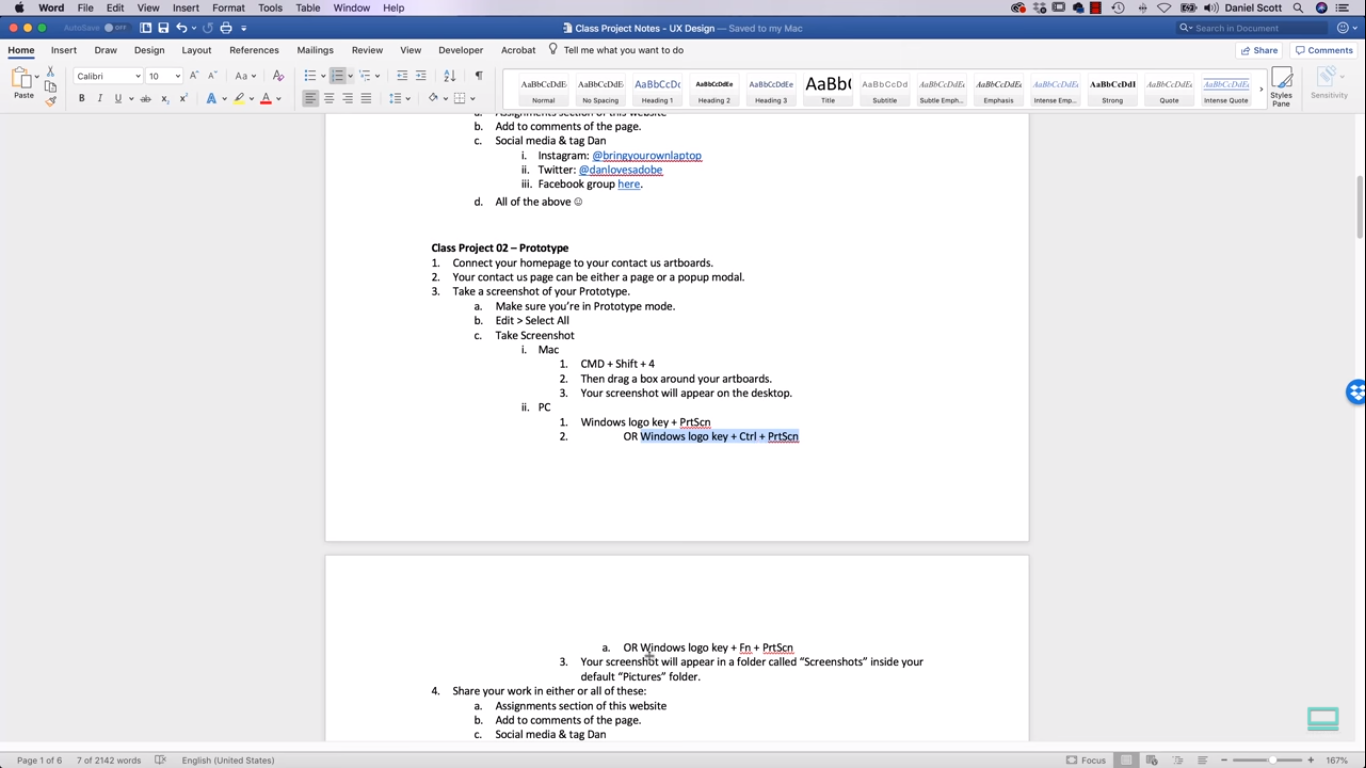 Word File Edit View Insert Format Tools Table Window Help Daniel Scott
AutoSave OFF Class Project Notes - UX Design — Saved to my Mac Search in Document
Home Insert Draw Design Layout References Mailings Review View Developer Acrobat Tell me what you want to do Share Comments
Paste Calibri 10 A A Aa
B I U ab x₂ x² A A
AaBbCcDdE Normal
AaBbCcDdE No Spacing
AaBbCcDc Heading 1
AaBbCcDdEe Heading 2
AaBbCcDdEe Heading 3
AaBb( Title
AaBbCcDd Subtitle
AaBbCcDdE Subtle Emph...
AaBbCcDdE Emphasis
AaBbCcDdE Intense Emp...
AaBbCcDdI Strong
AaBbCcDdE Quote
AaBbCcDdE Intense Quote
Styles Pane
Sensitivity
a. Assignments section of this website
b. Add to comments of the page.
c. Social media & tag Dan
i. Instagram: @bringyourownlaptop
ii. Twitter: @danlovesadobe
iii. Facebook group here.
d. All of the above ☺
Class Project 02 – Prototype
1. Connect your homepage to your contact us artboards.
2. Your contact us page can be either a page or a popup modal.
3. Take a screenshot of your Prototype.
a. Make sure you’re in Prototype mode.
b. Edit > Select All
c. Take Screenshot
i. Mac
1. CMD + Shift + 4
2. Then drag a box around your artboards.
3. Your screenshot will appear on the desktop.
ii. PC
1. Windows logo key + PrtScn
2. OR Windows logo key + Ctrl + PrtScn
a. OR Windows logo key + Fn + PrtScn
3. Your screenshot will appear in a folder called “Screenshots” inside your
default “Pictures” folder.
4. Share your work in either or all of these:
a. Assignments section of this website
b. Add to comments of the page.
c. Social media & tag Dan
Page 1 of 6 7 of 2142 words English (United States) Focus 167%